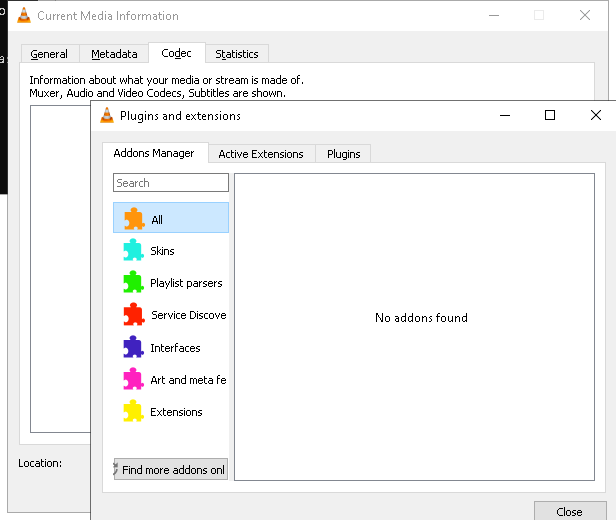 Current Media Information
General
Metadata
Codec
Statistics
Information about what your media or stream is made of.
Muxer, Audio and Video Codecs, Subtitles are shown.
Plugins and extensions
Addons Manager
Active Extensions
Plugins
Search
All
Skins
Playlist parsers
Service Discove
Interfaces
Art and meta fe
Extensions
No addons found
Location:
Find more addons onl
Close